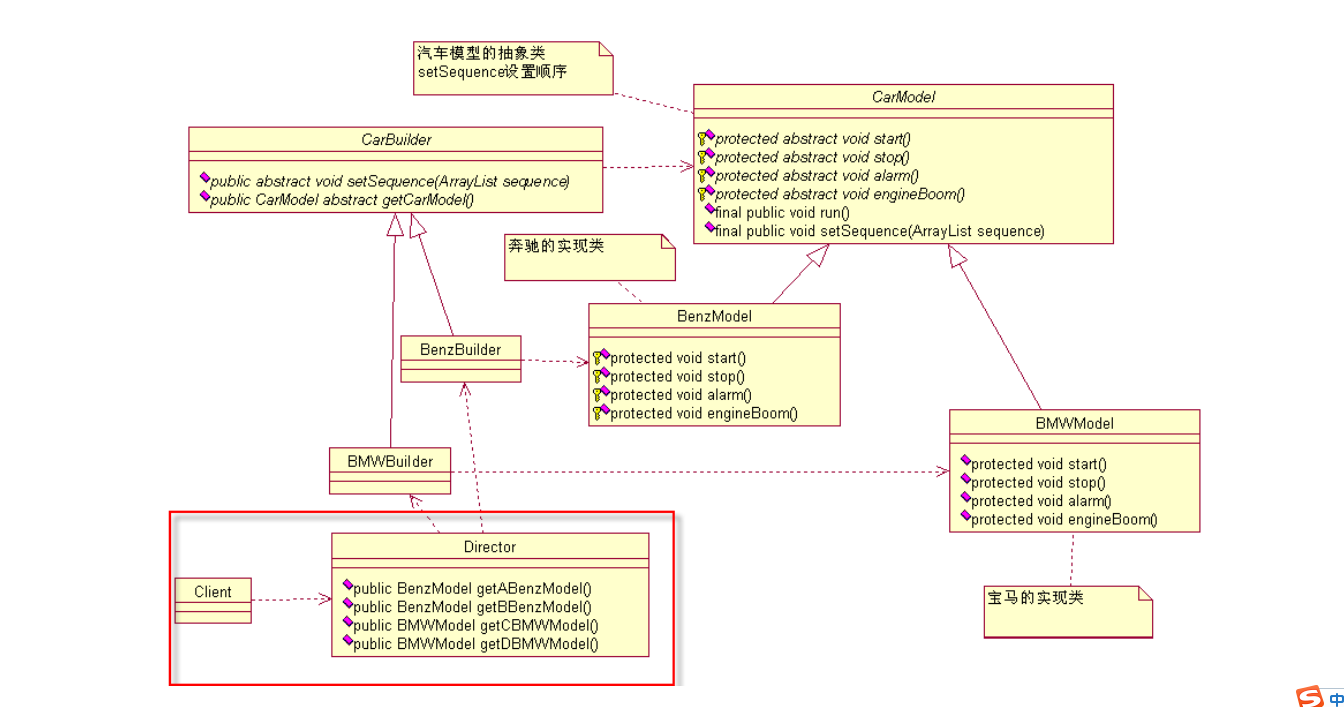 汽车模型的抽象类
setSequence设置顺序
CarModel
protected abstract void start()
protected abstract void stop()
protected abstract void alarm()
protected abstract void engineBoom()
final public void run()
final public void setSequence(ArrayList sequence)
CarBuilder
public abstract void setSequence(ArrayList sequence)
public CarModel abstract getCarModel()
奔驰的实现类
BenzModel
protected void start()
protected void stop()
protected void alarm()
protected void engineBoom()
BenzBuilder
BMWBuilder
BMWModel
protected void start()
protected void stop()
protected void alarm()
protected void engineBoom()
Director
public BenzModel getABenzModel()
public BenzModel getBBenzModel()
public BMWModel getCBMWModel()
public BMWModel getDBMWModel()
Client
宝马的实现类
S 中